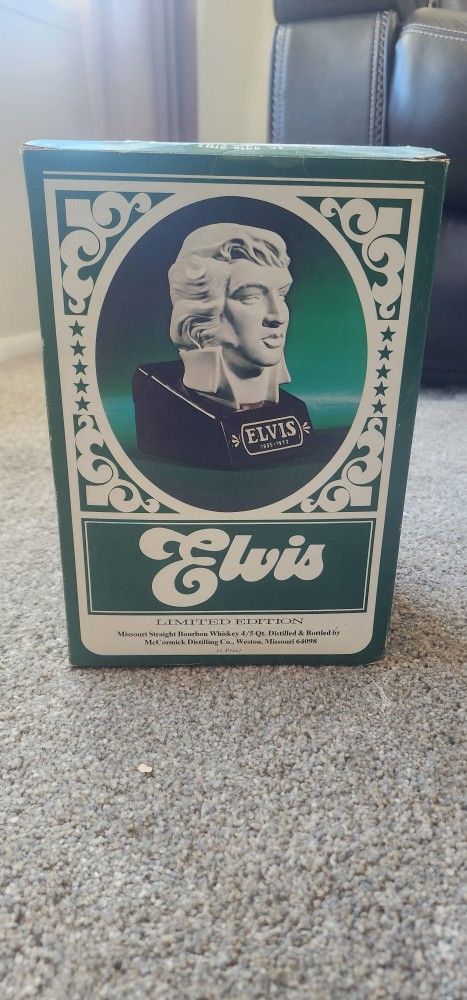 ELVIS
1935-1977
Elvis
LIMITED EDITION
Missouri Straight Bourbon Whiskey 4/5 Qt. Distilled & Bottled by
McCormick Distilling Co., Weston, Missouri 64098
Proof